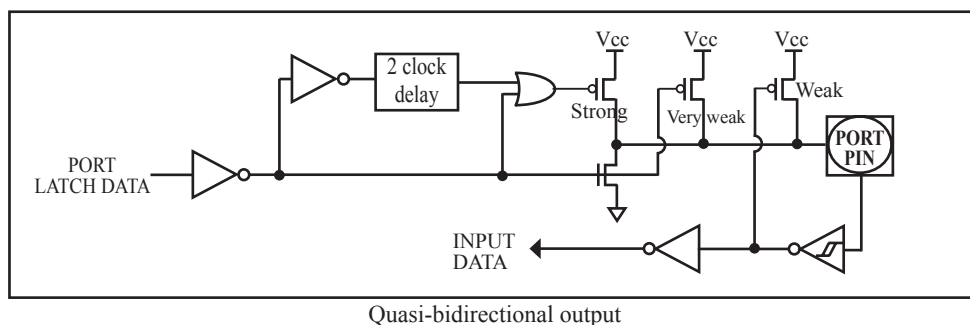 Vcc
Vcc
Vcc
2 clock
delay
Strong
Very weak
Weak
PORT
LATCH DATA
PORT
PIN
INPUT
DATA
Quasi-bidirectional output